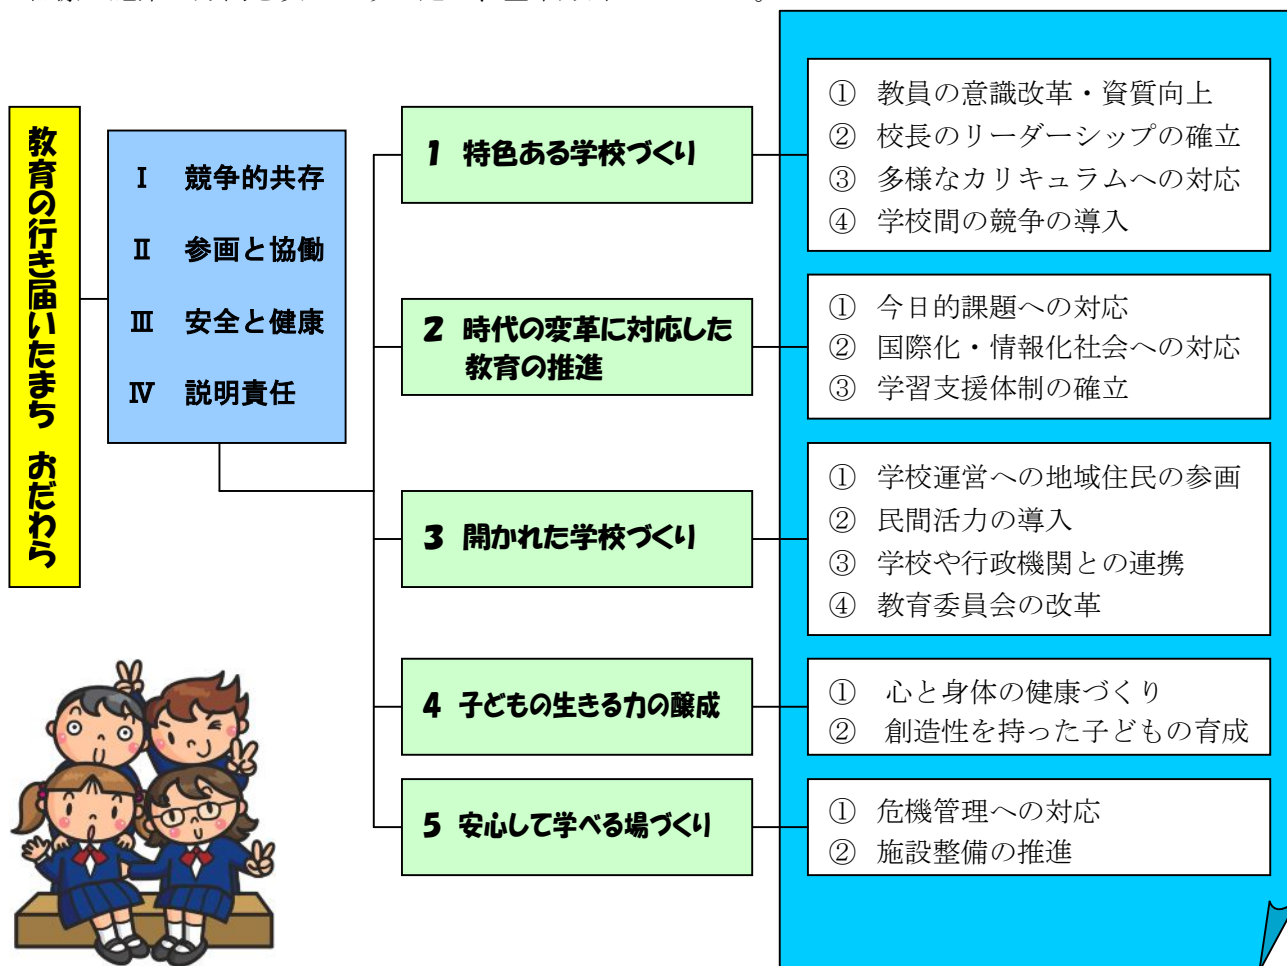 教育の行き届いたまち おだわら
Ⅰ 競争的共存
Ⅱ 参画と協働
Ⅲ 安全と健康
Ⅳ 説明責任
1 特色ある学校づくり
① 教員の意識改革・資質向上
② 校長のリーダーシップの確立
③ 多様なカリキュラムへの対応
④ 学校間の競争の導入
2 時代の変革に対応した
教育の推進
① 今日的課題への対応
② 国際化・情報化社会への対応
③ 学習支援体制の確立
3 開かれた学校づくり
① 学校運営への地域住民の参画
② 民間活力の導入
③ 学校や行政機関との連携
④ 教育委員会の改革
4 子どもの生きる力の醸成
① 心と身体の健康づくり
② 創造性を持った子どもの育成
5 安心して学べる場づくり
① 危機管理への対応
② 施設整備の推進